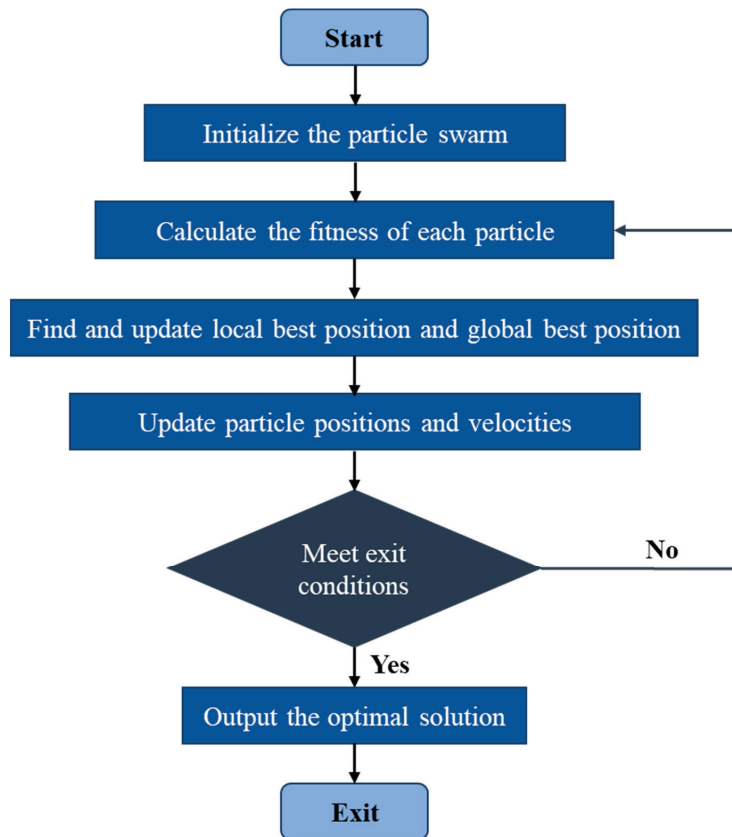 Start
Initialize the particle swarm
Calculate the fitness of each particle
Find and update local best position and global best position
Update particle positions and velocities
Meet exit
conditions
No
Yes
Output the optimal solution
Exit